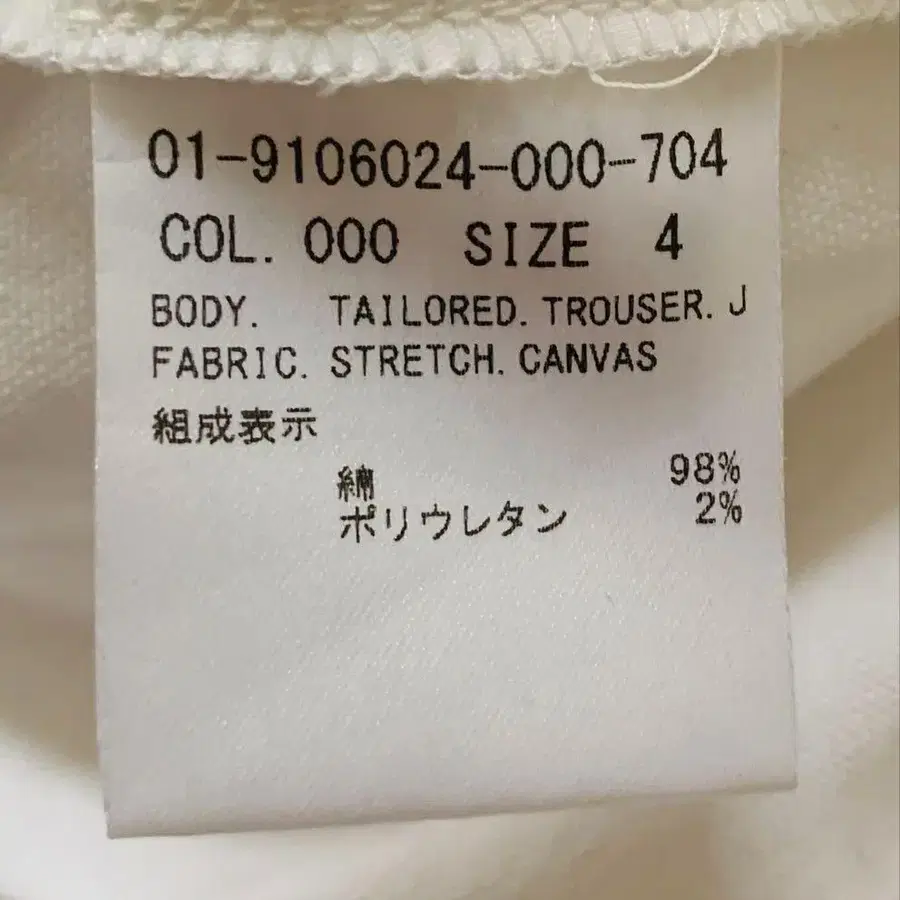 01-9106024-000-704
COL. 000 SIZE 4
BODY. TAILORED. TROUSER. J
FABRIC. STRETCH. CANVAS
組成表示
綿 98%
ポリウレタン 2%